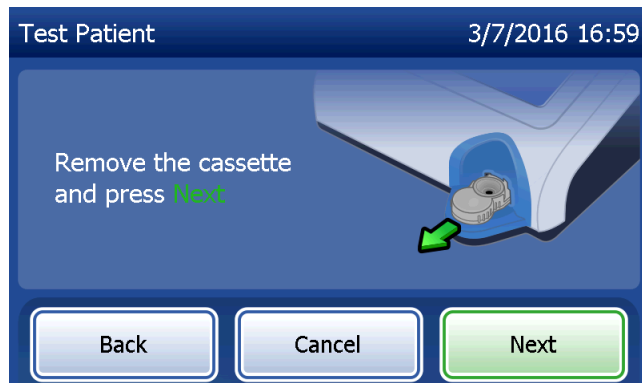 Test Patient 3/7/2016 16:59
Remove the cassette
and press Next
Back Cancel Next